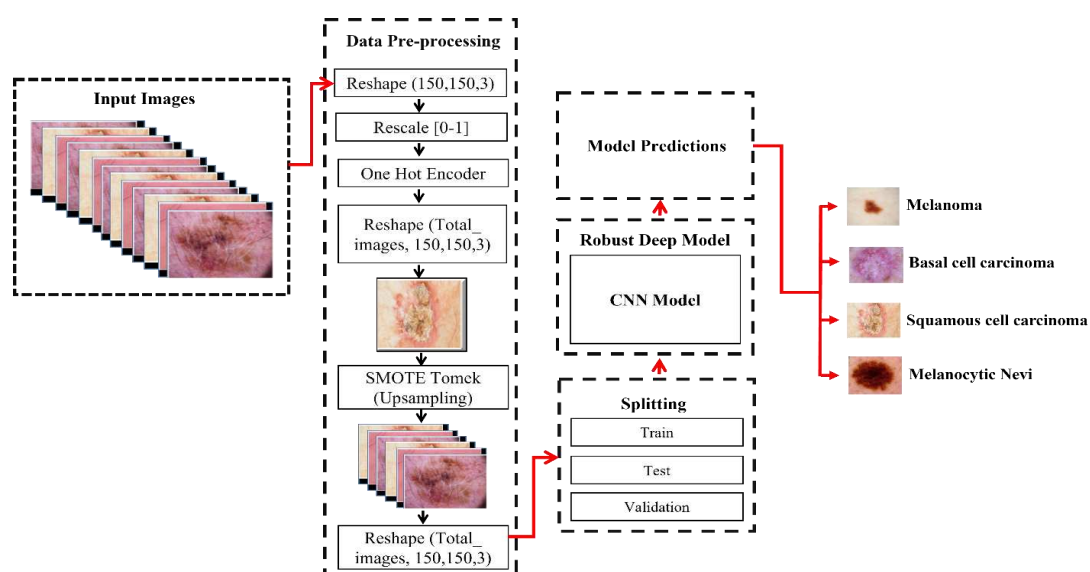 Input Images
Data Pre-processing
Reshape (150,150,3)
Rescale [0-1]
One Hot Encoder
Reshape (Total_
images, 150,150,3)
SMOTE Tomck
(Upsampling)
Reshape (Total_
images, 150,150,3)
Splitting
Train
Test
Validation
Robust Deep Model
CNN Model
Model Predictions
Melanoma
Basal cell carcinoma
Squamous cell carcinoma
Melanocytic Nevi